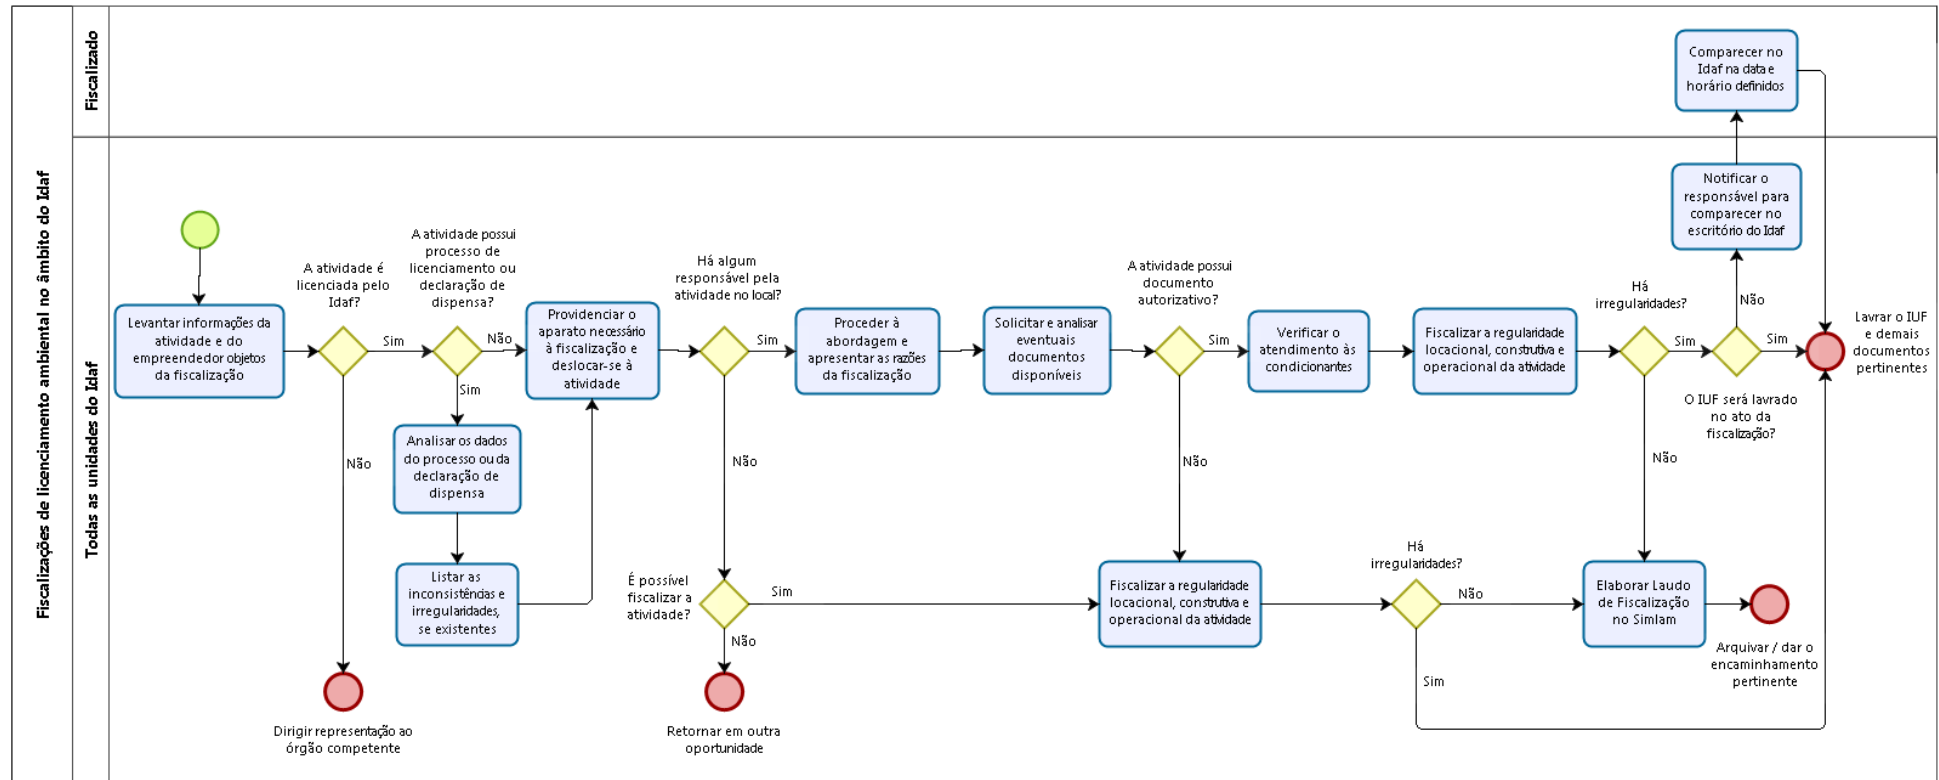 Fiscalizações de licenciamento ambiental no âmbito do Idaf
Fiscalizado
Todas as unidades do Idaf
Comparecer no
Idaf na data e
horário definidos
Notificar o
responsável para
comparecer no
escritório do Idaf
Levantar informações da
atividade e do
empreendedor objetos
da fiscalização
A atividade é
licenciada pelo
Idaf?
Sim
Não
Dirigir representação ao
órgão competente
A atividade possui
processo de
licenciamento ou
declaração de
dispensa?
Não
Sim
Analisar os dados
do processo ou da
declaração de
dispensa
Listar as
inconsistências e
irregularidades,
se existentes
Providenciar o
aparato necessário
à fiscalização e
deslocar-se à
atividade
Há algum
responsável pela
atividade no local?
Sim
Não
É possível
fiscalizar a
atividade?
Sim
Não
Retornar em outra
oportunidade
Proceder à
abordagem e
apresentar as razões
da fiscalização
Solicitar e analisar
eventuais
documentos
disponíveis
A atividade possui
documento
autorizativo?
Sim
Não
Verificar o
atendimento às
condicionantes
Fiscalizar a regularidade
locacional, construtiva e
operacional da atividade
Há
irregularidades?
Sim
Não
Não
Sim
O IUF será lavrado
no ato da
fiscalização?
Lavrar o IUF
e demais
documentos
pertinentes
Fiscalizar a regularidade
locacional, construtiva e
operacional da atividade
Há
irregularidades?
Não
Sim
Elaborar Laudo
de Fiscalização
no Simlam
Arquivar / dar o
encaminhamento
pertinente